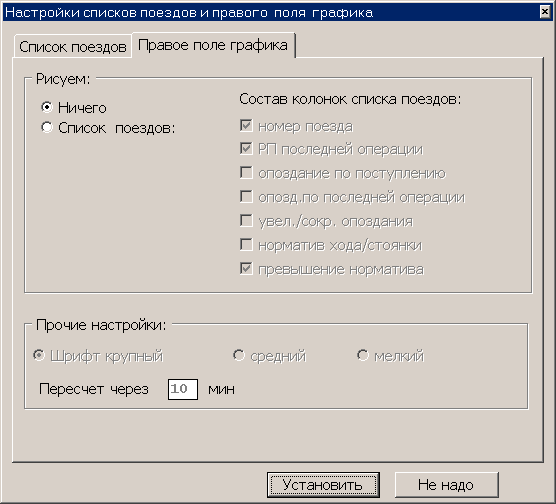 Настройки списков поездов и правого поля графика
Список поездов
Правое поле графика
Рисуем:
Ничего
Список поездов:
Состав колонок списка поездов:
номер поезда
РП последней операции
опоздание по поступлению
опозд.по последней операции
увел./сокр. опоздания
норматив хода/стоянки
превышение норматива
Прочие настройки:
Шрифт крупный
средний
мелкий
Пересчет через 10 мин
Установить
Не надо